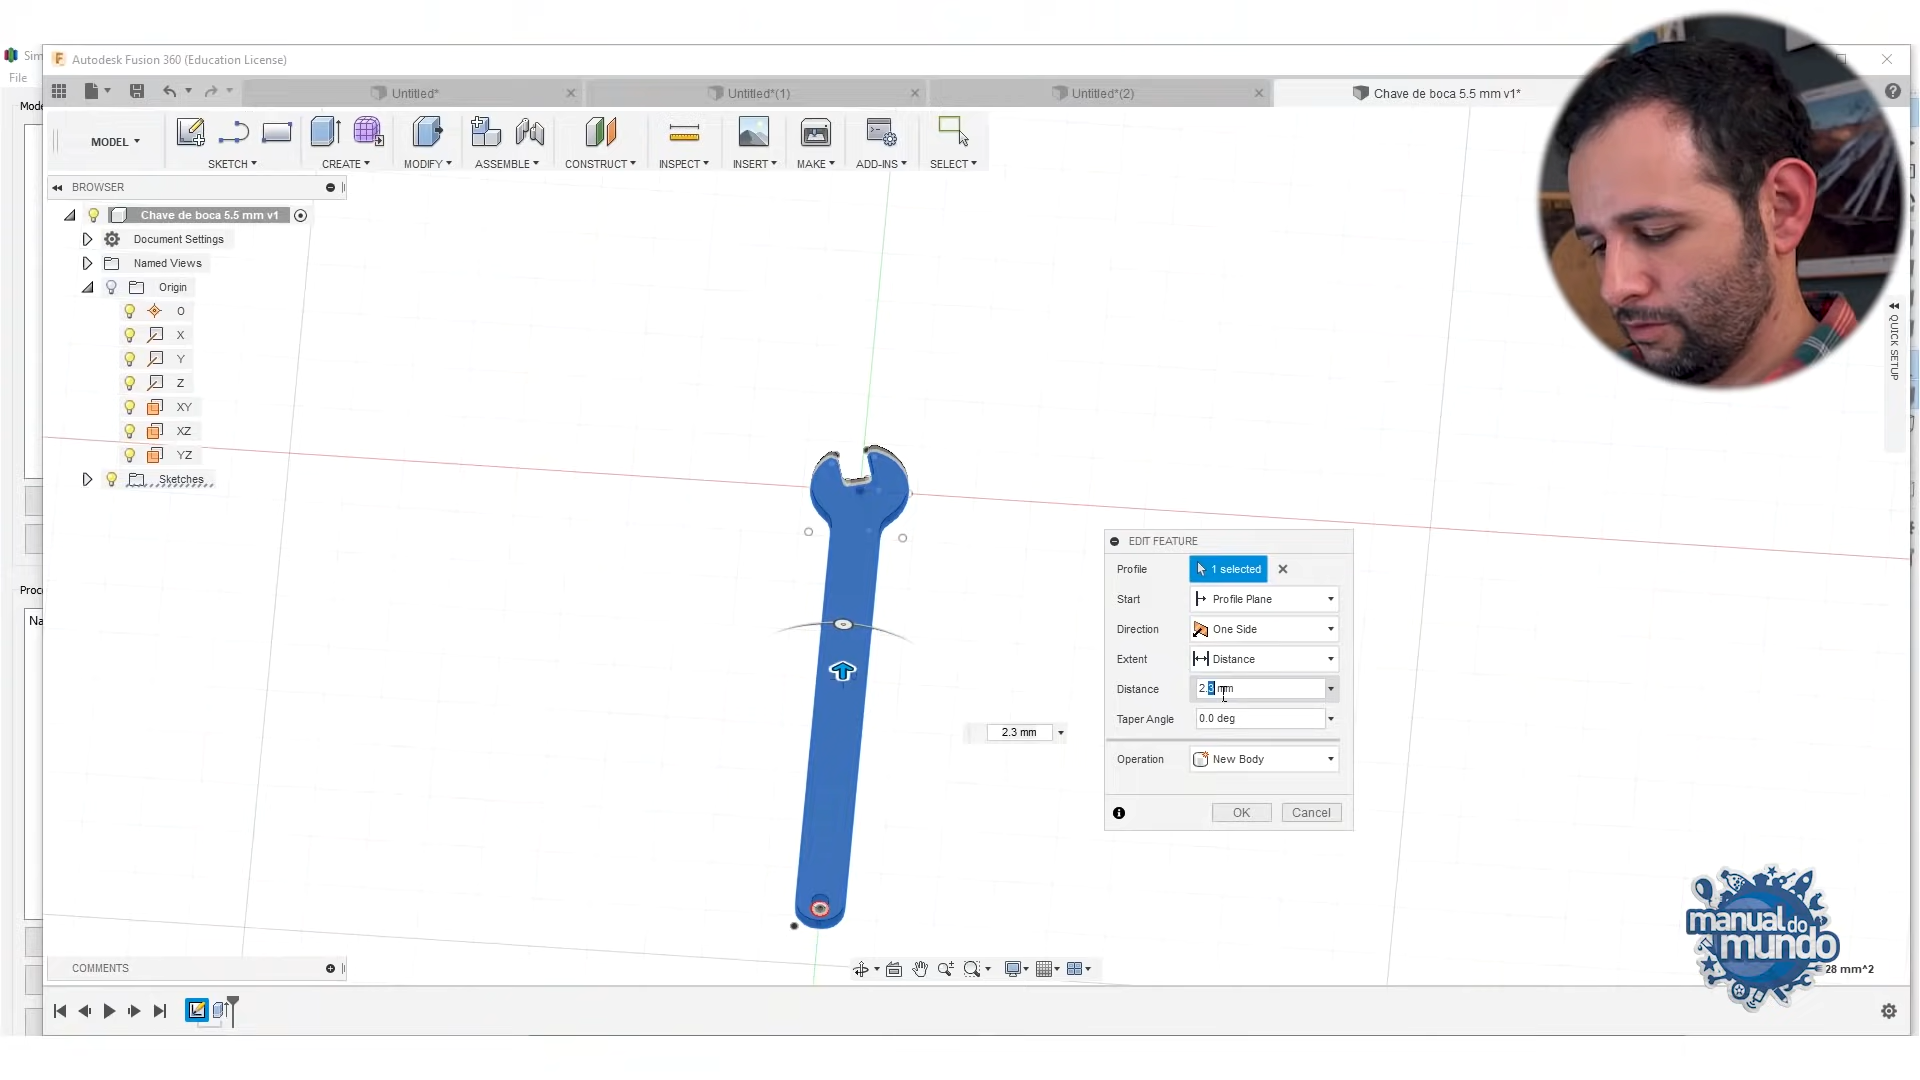 Sim
Autodesk Fusion 360 (Education License)
File
Untitled*
Untitled*(1)
Untitled*(2)
Chave de boca 5.5 mm v1*
Mode
MODEL
SKETCH
CREATE
MODIFY
ASSEMBLE
CONSTRUCT
INSPECT
INSERT
MAKE
ADD-INS
SELECT
BROWSER
Chave de boca 5.5 mm v1
Document Settings
Named Views
Origin
O
X
Y
Z
XY
XZ
YZ
Sketches
QUICK SETUP
EDIT FEATURE
Profile 1 selected
Start Profile Plane
Direction One Side
Extent Distance
Distance 2.3 mm
Taper Angle 0.0 deg
Operation New Body
OK Cancel
2.3 mm
Proc
Na
manual do
mundo
28 mm^2
COMMENTS